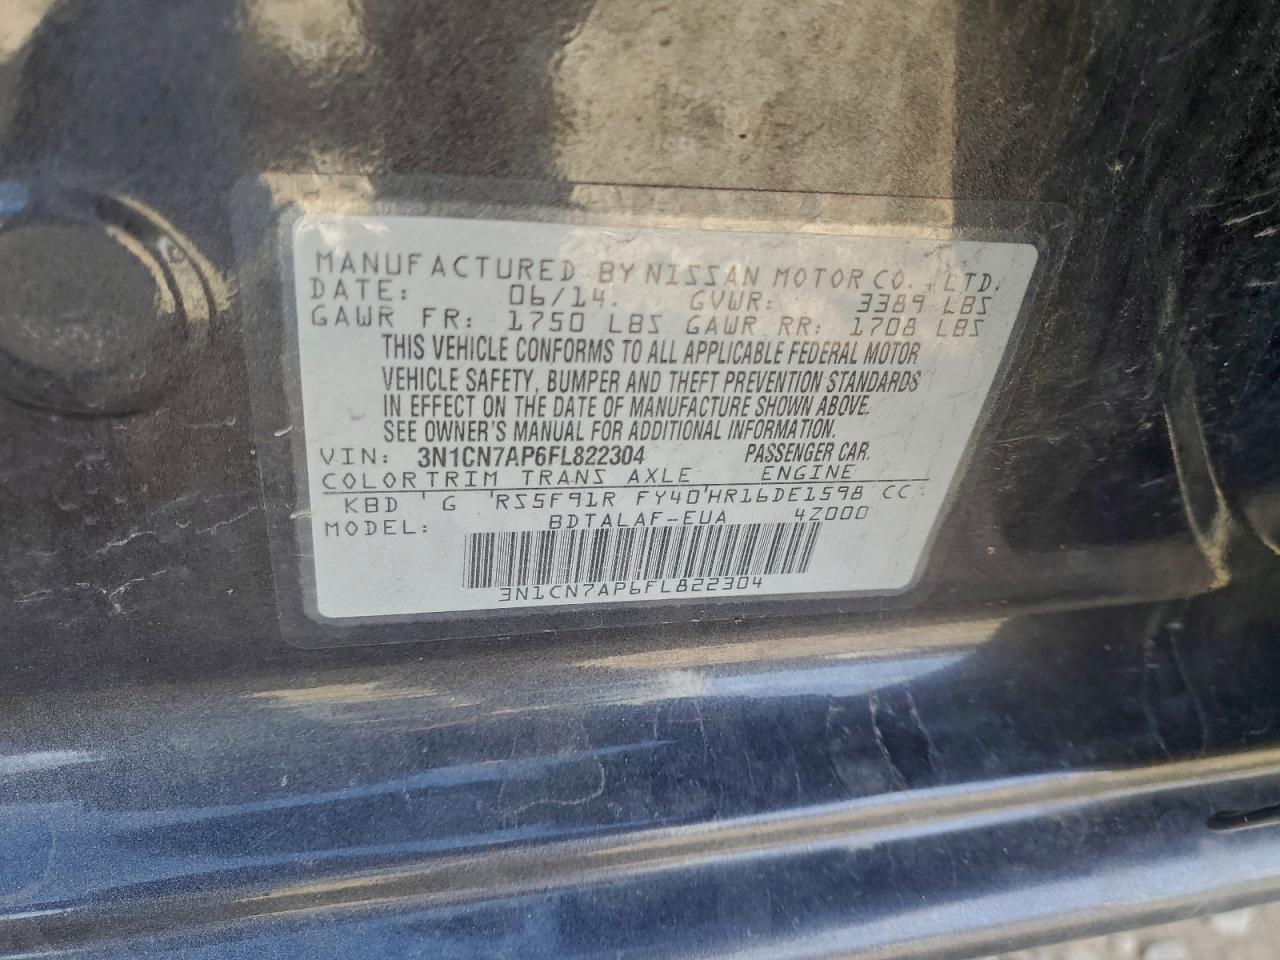 MANUFACTURED BY NISSAN MOTOR CO., LTD.
DATE: 06/14. GVWR: 3389 LBS
GAWR FR: 1750 LBS GAWR RR: 1708 LBS
THIS VEHICLE CONFORMS TO ALL APPLICABLE FEDERAL MOTOR
VEHICLE SAFETY, BUMPER AND THEFT PREVENTION STANDARDS
IN EFFECT ON THE DATE OF MANUFACTURE SHOWN ABOVE.
SEE OWNER'S MANUAL FOR ADDITIONAL INFORMATION.
VIN: 3N1CN7AP6FL822304 PASSENGER CAR.
COLOR TRIM TRANS AXLE ENGINE
KBD ' G ' RS5F91R FY40 ' HR16DE1598 CC
MODEL: BDTALAF-EUA 4Z000
3N1CN7AP6FL822304